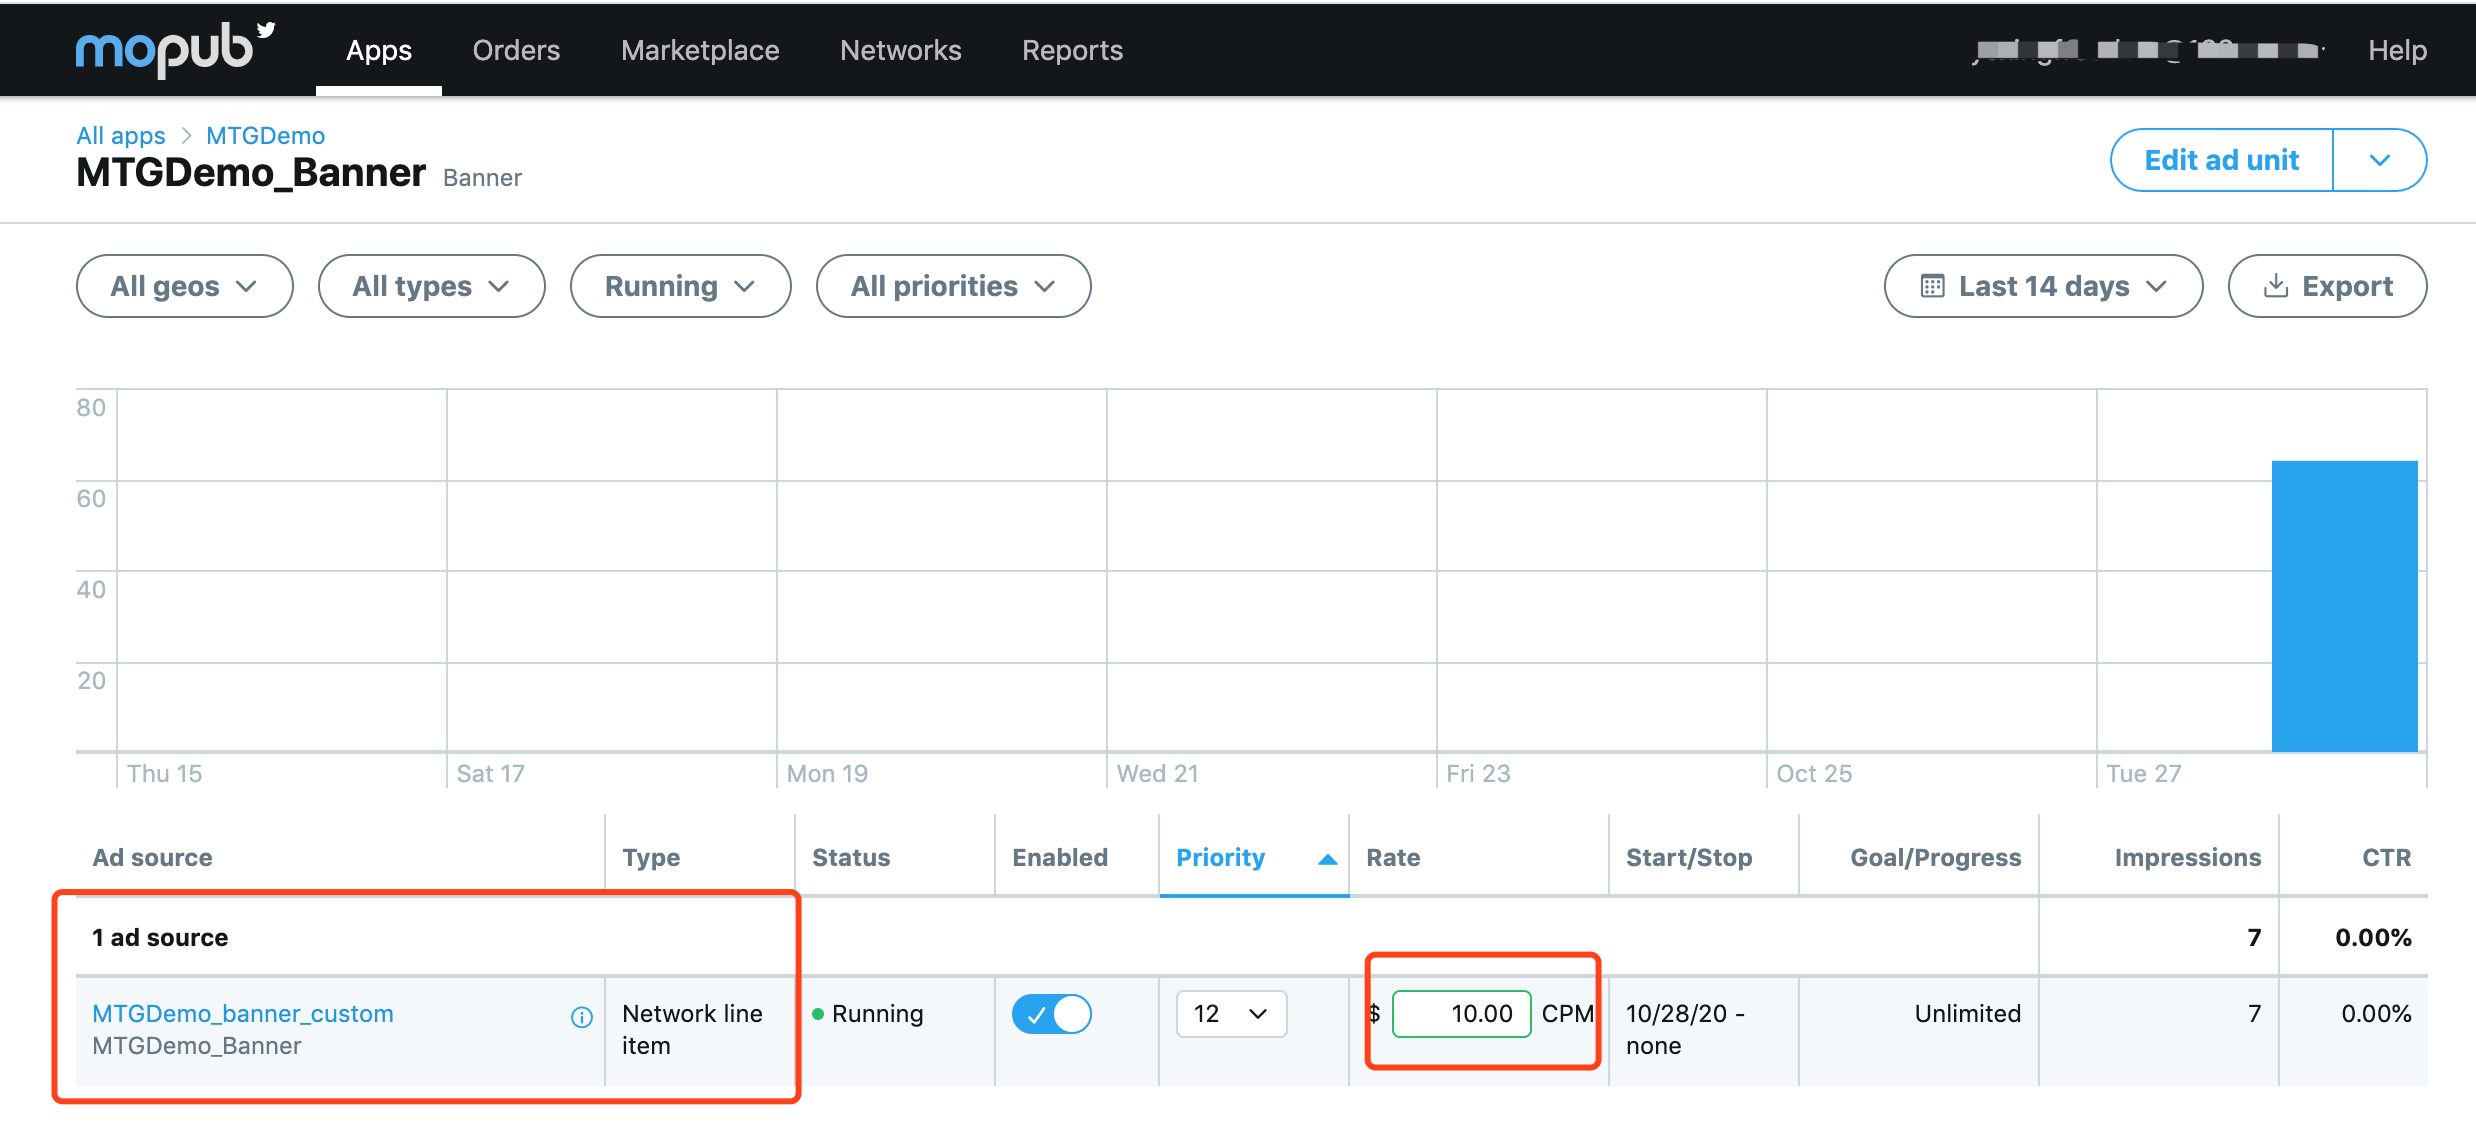 mopub
Apps
Orders
Marketplace
Networks
Reports
Help
All apps
MTGDemo
MTGDemo_Banner Banner
Edit ad unit
All geos
All types
Running
All priorities
Last 14 days
Export
80
60
40
20
Thu 15
Sat 17
Mon 19
Wed 21
Fri 23
Oct 25
Tue 27
Ad source
Type
Status
Enabled
Priority
Rate
Start/Stop
Goal/Progress
Impressions
CTR
1 ad source
7
0.00%
MTGDemo_banner_custom
MTGDemo_Banner
Network line
item
Running
12
$ 10.00 CPM
10/28/20 -
none
Unlimited
7
0.00%